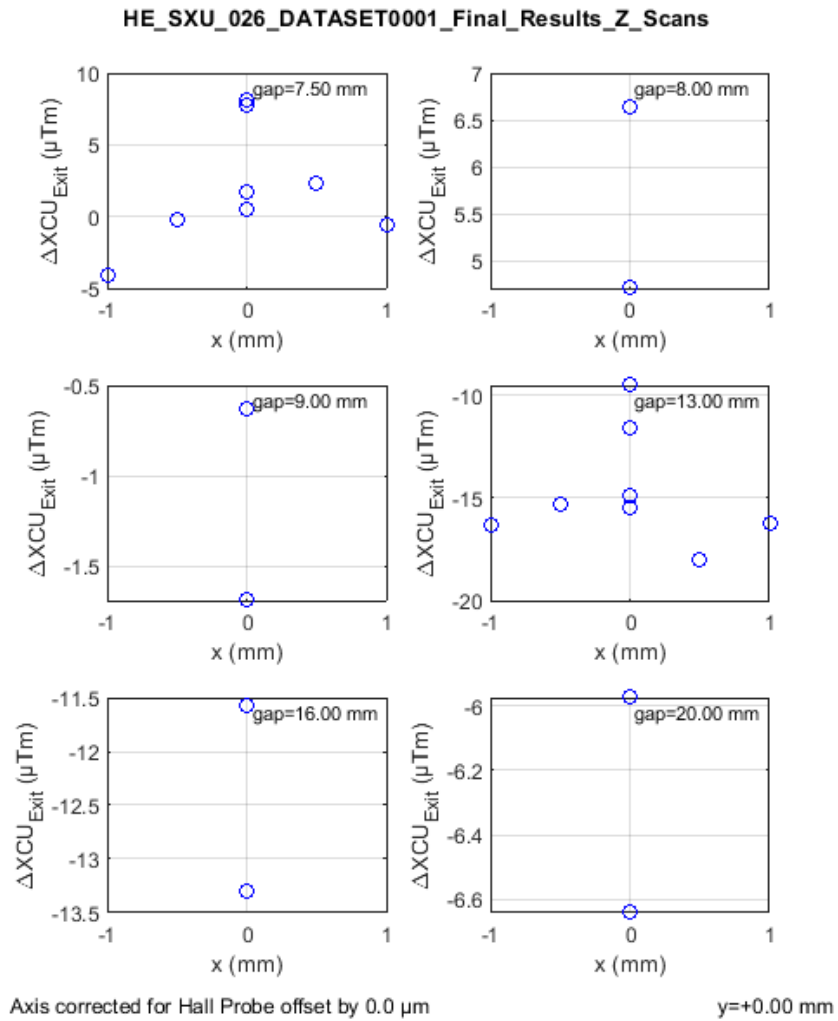 HE_SXU_026_DATASET0001_Final_Results_Z_Scans
gap=7.50 mm
10
5
0
-5
ΔXCU_Exit (µTm)
-1 0 1
x (mm)
gap=8.00 mm
7
6.5
6
5.5
5
ΔXCU_Exit (µTm)
-1 0 1
x (mm)
gap=9.00 mm
-0.5
-1
-1.5
ΔXCU_Exit (µTm)
-1 0 1
x (mm)
gap=13.00 mm
-10
-15
-20
ΔXCU_Exit (µTm)
-1 0 1
x (mm)
gap=16.00 mm
-11.5
-12
-12.5
-13
-13.5
ΔXCU_Exit (µTm)
-1 0 1
x (mm)
gap=20.00 mm
-6
-6.2
-6.4
-6.6
ΔXCU_Exit (µTm)
-1 0 1
x (mm)
Axis corrected for Hall Probe offset by 0.0 µm
y=+0.00 mm